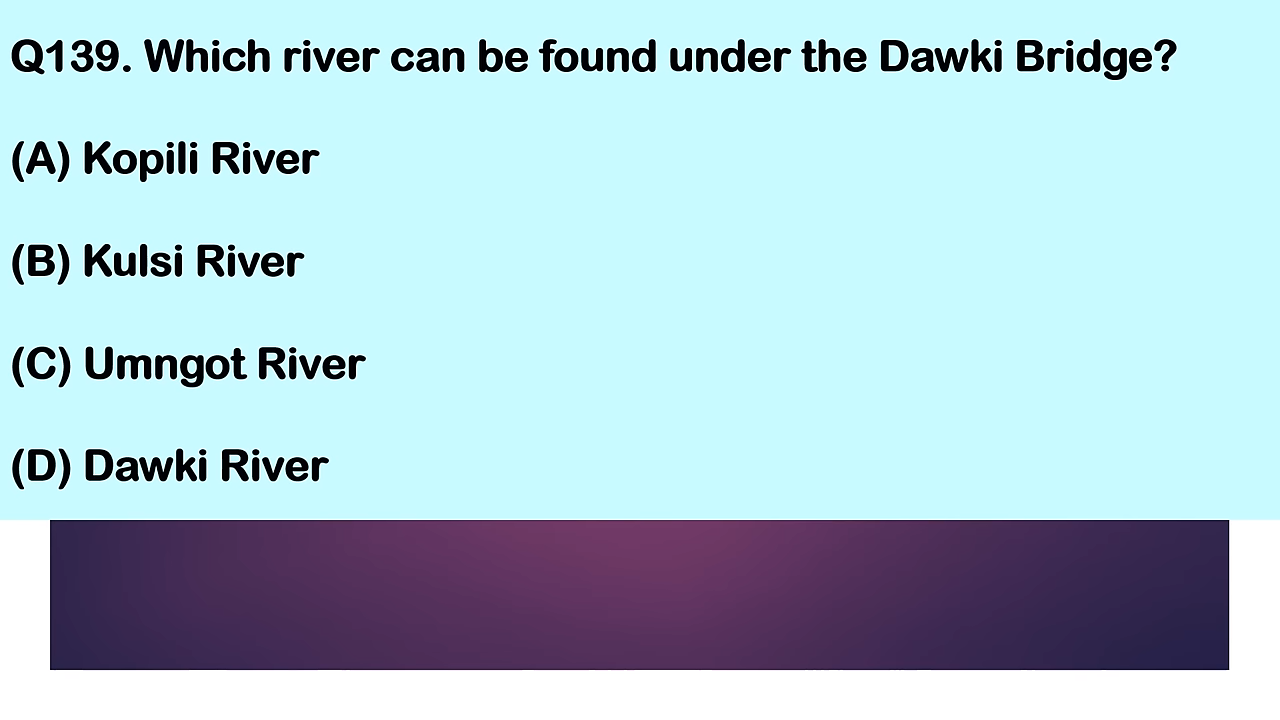 Q139. Which river can be found under the Dawki Bridge?
(A) Kopili River
(B) Kulsi River
(C) Umngot River
(D) Dawki River